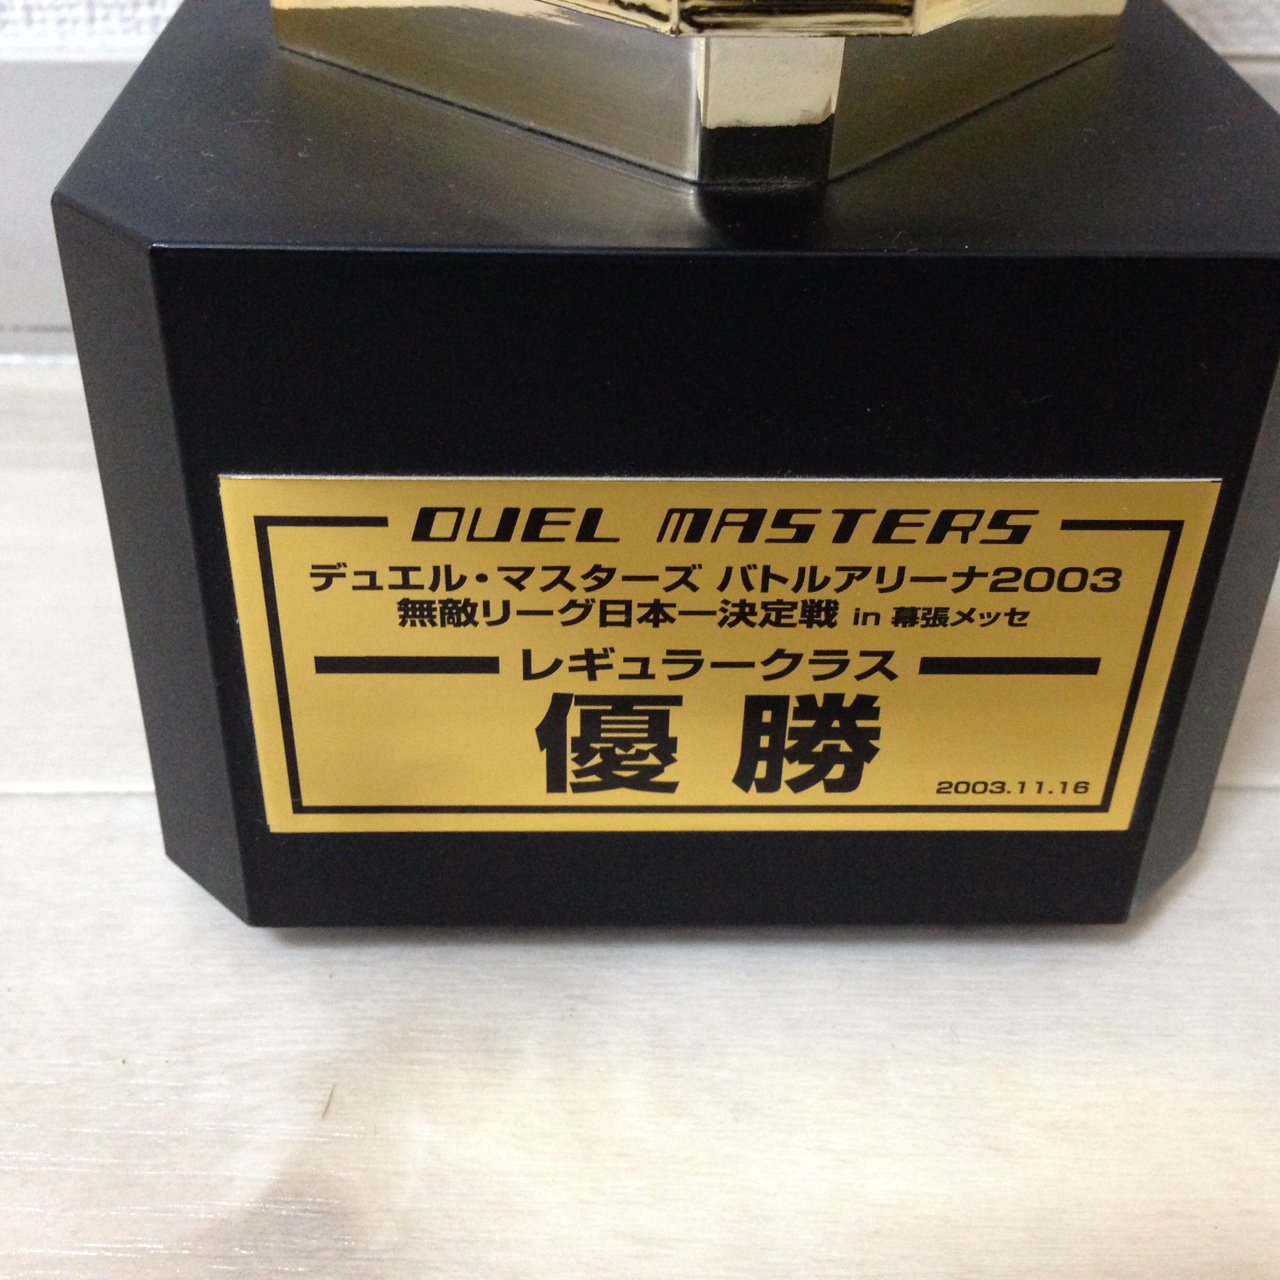 DUEL MASTERS
デュエル・マスターズ バトルアリーナ2003
無敵リーグ日本一決定戦 in 幕張メッセ
レギュラークラス
優勝
2003.11.16